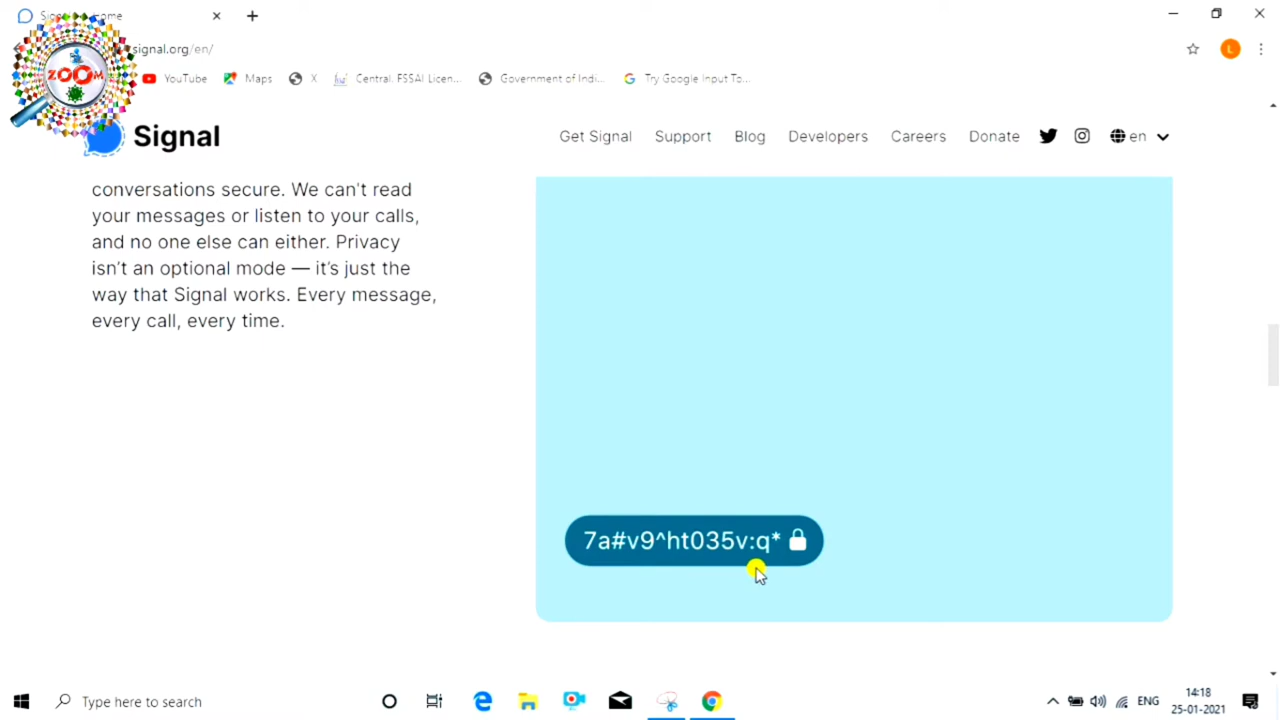 Home
signal.org/en/
YouTube
Maps
X
Central. FSSAI Licen...
Government of Indi...
Try Google Input To...
ZOOM
Signal
Get Signal
Support
Blog
Developers
Careers
Donate
en
conversations secure. We can't read
your messages or listen to your calls,
and no one else can either. Privacy
isn't an optional mode — it's just the
way that Signal works. Every message,
every call, every time.
7a#v9^ht035v:q*
Type here to search
ENG
14:18
25-01-2021
L